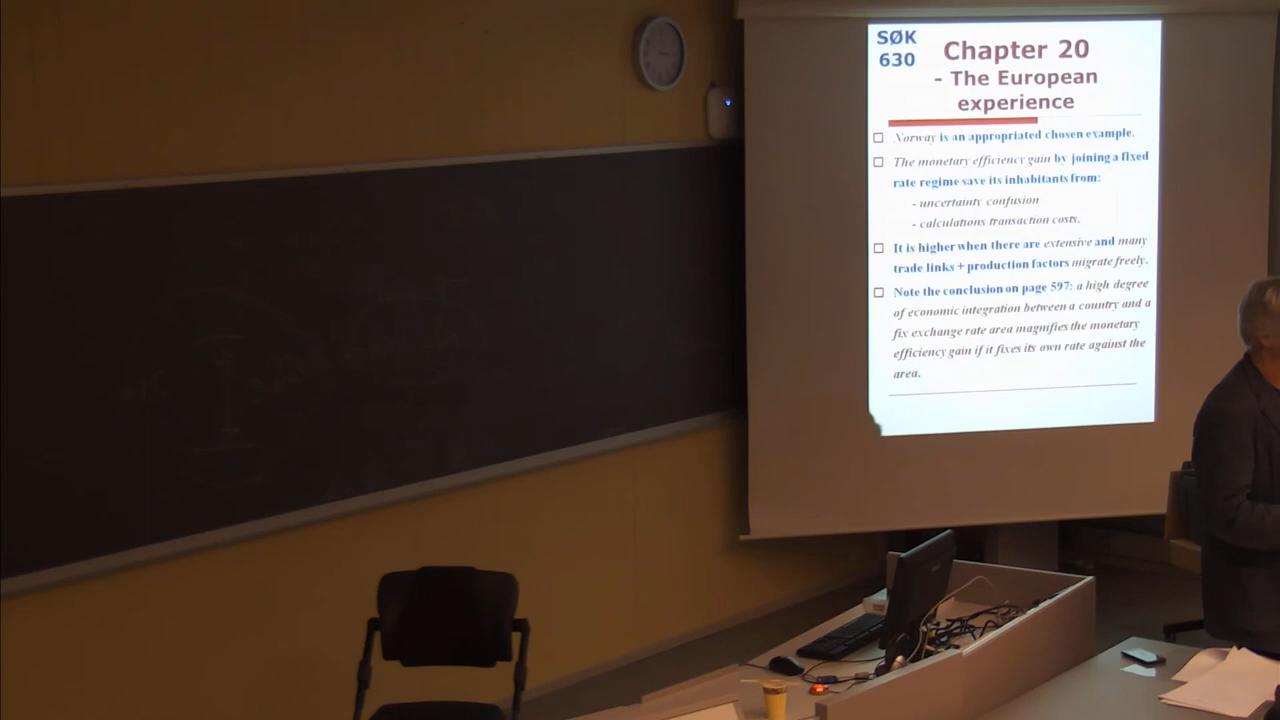 SØK
630
Chapter 20
- The European
experience
Norway is an appropriated chosen example.
The monetary efficiency gain by joining a fixed
rate regime save its inhabitants from:
- uncertainty confusion
- calculations transaction costs.
It is higher when there are extensive and many
trade links + production factors migrate freely.
Note the conclusion on page 597: a high degree
of economic integration between a country and a
fix exchange rate area magnifies the monetary
efficiency gain if it fixes its own rate against the
area.